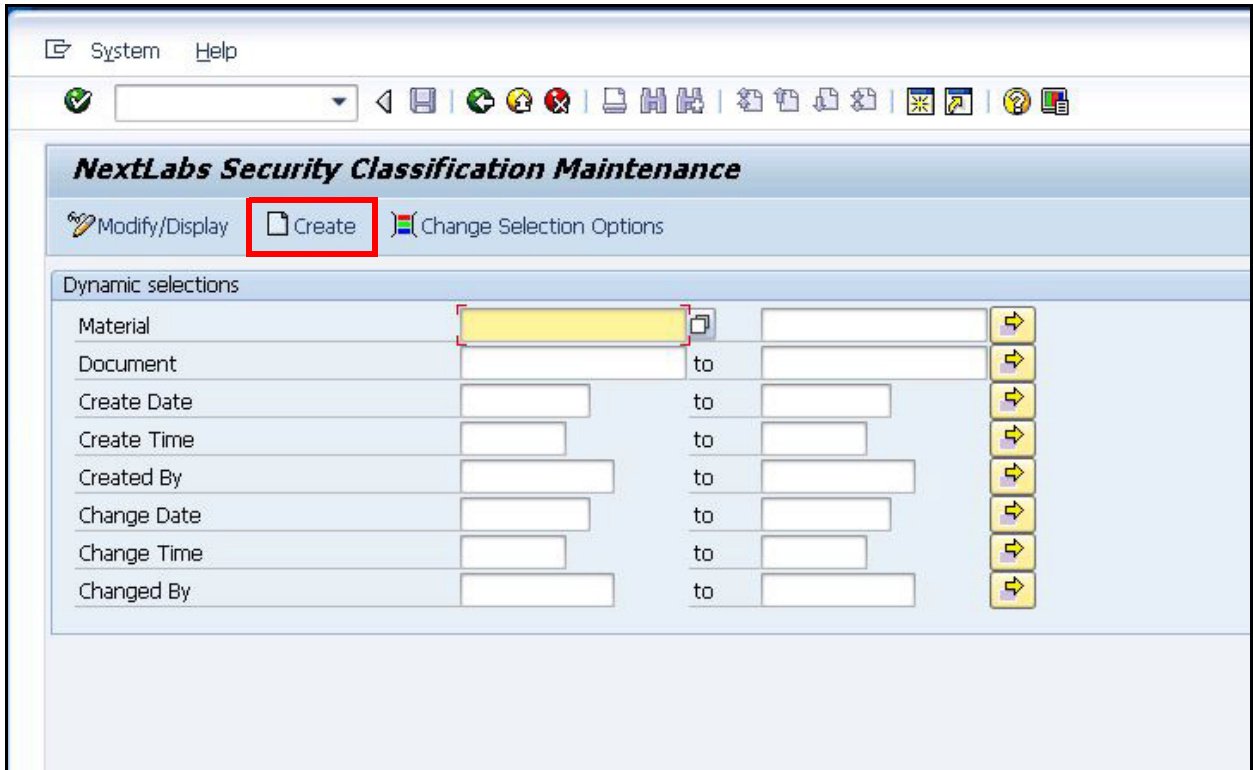 System Help
NextLabs Security Classification Maintenance
Modify/Display Create Change Selection Options
Dynamic selections
Material
Document to
Create Date to
Create Time to
Created By to
Change Date to
Change Time to
Changed By to